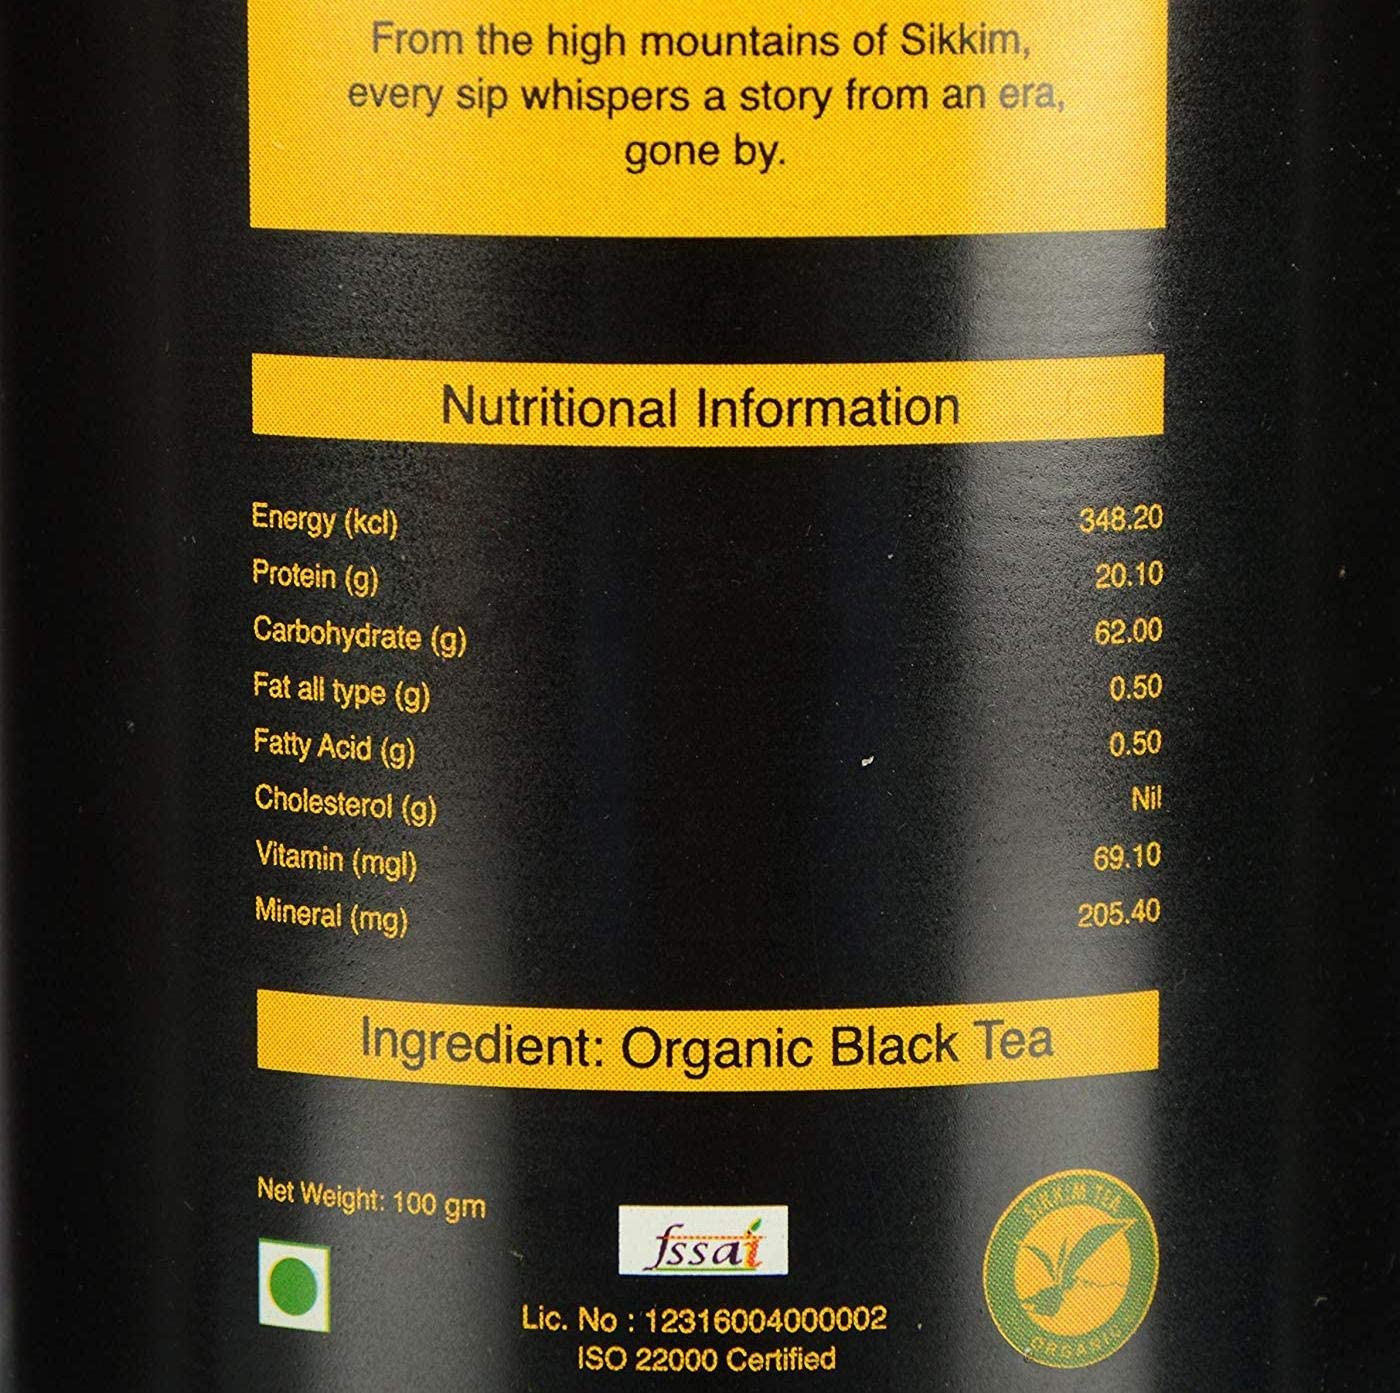 From the high mountains of Sikkim,
every sip whispers a story from an era,
gone by.
Nutritional Information
Energy (kcl) 348.20
Protein (g) 20.10
Carbohydrate (g) 62.00
Fat all type (g) 0.50
Fatty Acid (g) 0.50
Cholesterol (g) Nil
Vitamin (mgl) 69.10
Mineral (mg) 205.40
Ingredient: Organic Black Tea
Net Weight: 100 gm
fssai
Lic. No : 12316004000002
ISO 22000 Certified
SIKKIM TEA
ORGANIC